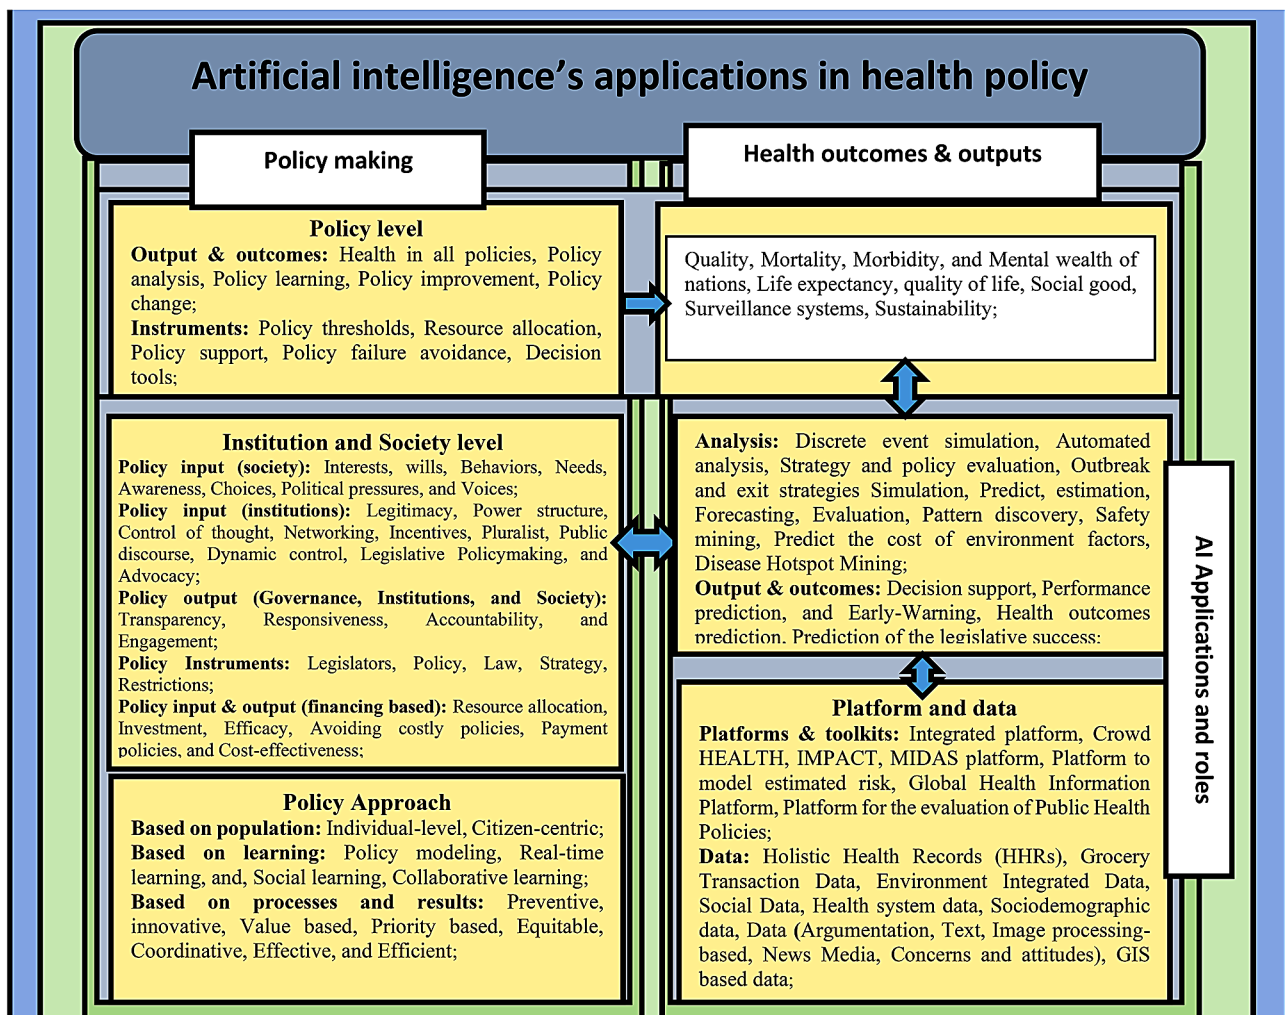 Artificial intelligence’s applications in health policy
Policy making
Policy level
Output & outcomes: Health in all policies, Policy
analysis, Policy learning, Policy improvement, Policy
change;
Instruments: Policy thresholds, Resource allocation,
Policy support, Policy failure avoidance, Decision
tools;
Institution and Society level
Policy input (society): Interests, wills, Behaviors, Needs,
Awareness, Choices, Political pressures, and Voices;
Policy input (institutions): Legitimacy, Power structure,
Control of thought, Networking, Incentives, Pluralist, Public
discourse, Dynamic control, Legislative Policymaking, and
Advocacy;
Policy output (Governance, Institutions, and Society):
Transparency, Responsiveness, Accountability, and
Engagement;
Policy Instruments: Legislators, Policy, Law, Strategy,
Restrictions;
Policy input & output (financing based): Resource allocation,
Investment, Efficacy, Avoiding costly policies, Payment
policies, and Cost-effectiveness;
Policy Approach
Based on population: Individual-level, Citizen-centric;
Based on learning: Policy modeling, Real-time
learning, and, Social learning, Collaborative learning;
Based on processes and results: Preventive,
innovative, Value based, Priority based, Equitable,
Coordinative, Effective, and Efficient;
Health outcomes & outputs
Quality, Mortality, Morbidity, and Mental wealth of
nations, Life expectancy, quality of life, Social good,
Surveillance systems, Sustainability;
Analysis: Discrete event simulation, Automated
analysis, Strategy and policy evaluation, Outbreak
and exit strategies Simulation, Predict, estimation,
Forecasting, Evaluation, Pattern discovery, Safety
mining, Predict the cost of environment factors,
Disease Hotspot Mining;
Output & outcomes: Decision support, Performance
prediction, and Early-Warning, Health outcomes
prediction, Prediction of the legislative success;
Platform and data
Platforms & toolkits: Integrated platform, Crowd
HEALTH, IMPACT, MIDAS platform, Platform to
model estimated risk, Global Health Information
Platform, Platform for the evaluation of Public Health
Policies;
Data: Holistic Health Records (HHRs), Grocery
Transaction Data, Environment Integrated Data,
Social Data, Health system data, Sociodemographic
data, Data (Argumentation, Text, Image processing-
based, News Media, Concerns and attitudes), GIS
based data;
AI Applications and roles